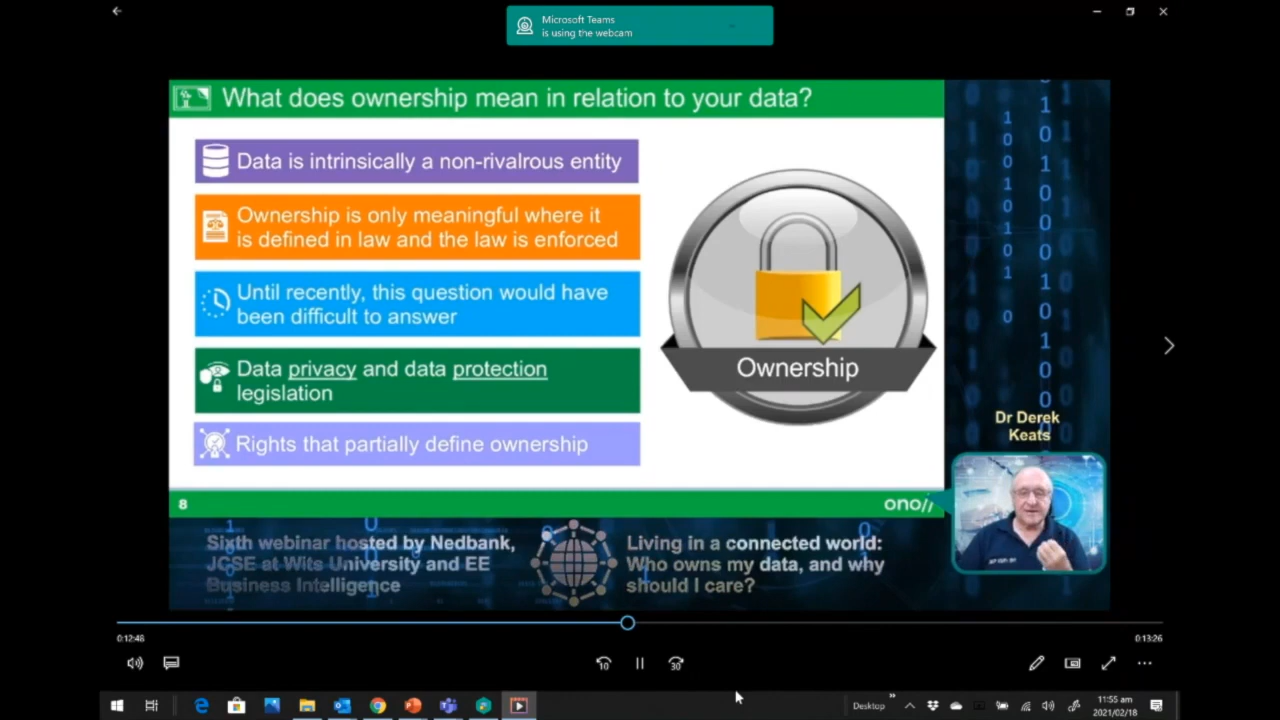 Microsoft Teams
is using the webcam
What does ownership mean in relation to your data?
Data is intrinsically a non-rivalrous entity
Ownership is only meaningful where it
is defined in law and the law is enforced
Until recently, this question would have
been difficult to answer
Data privacy and data protection
legislation
Rights that partially define ownership
Ownership
Dr Derek
Keats
8
ono//
Sixth webinar hosted by Nedbank,
JCSE at Wits University and EE
Business Intelligence
Living in a connected world:
Who owns my data, and why
should I care?
0:12:48
0:13:26
10
30
Desktop
11:55 am
2021/02/18